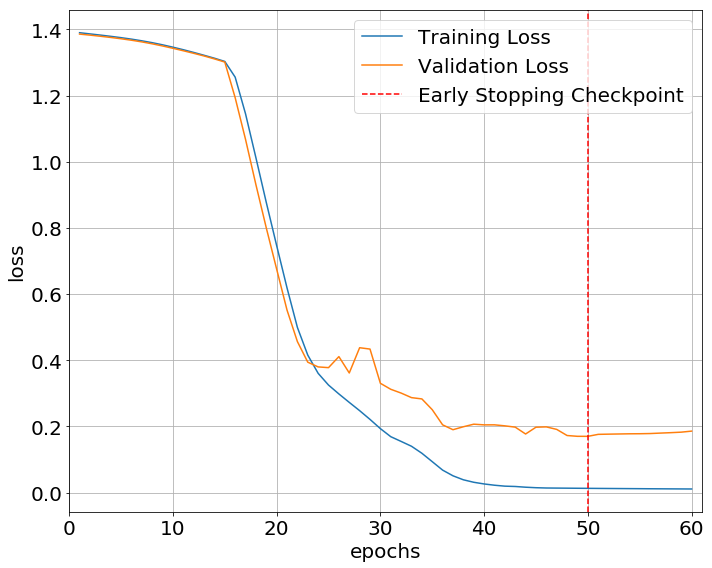 Training Loss
Validation Loss
Early Stopping Checkpoint
1.4
1.2
1.0
0.8
0.6
0.4
0.2
0.0
loss
0 10 20 30 40 50 60
epochs